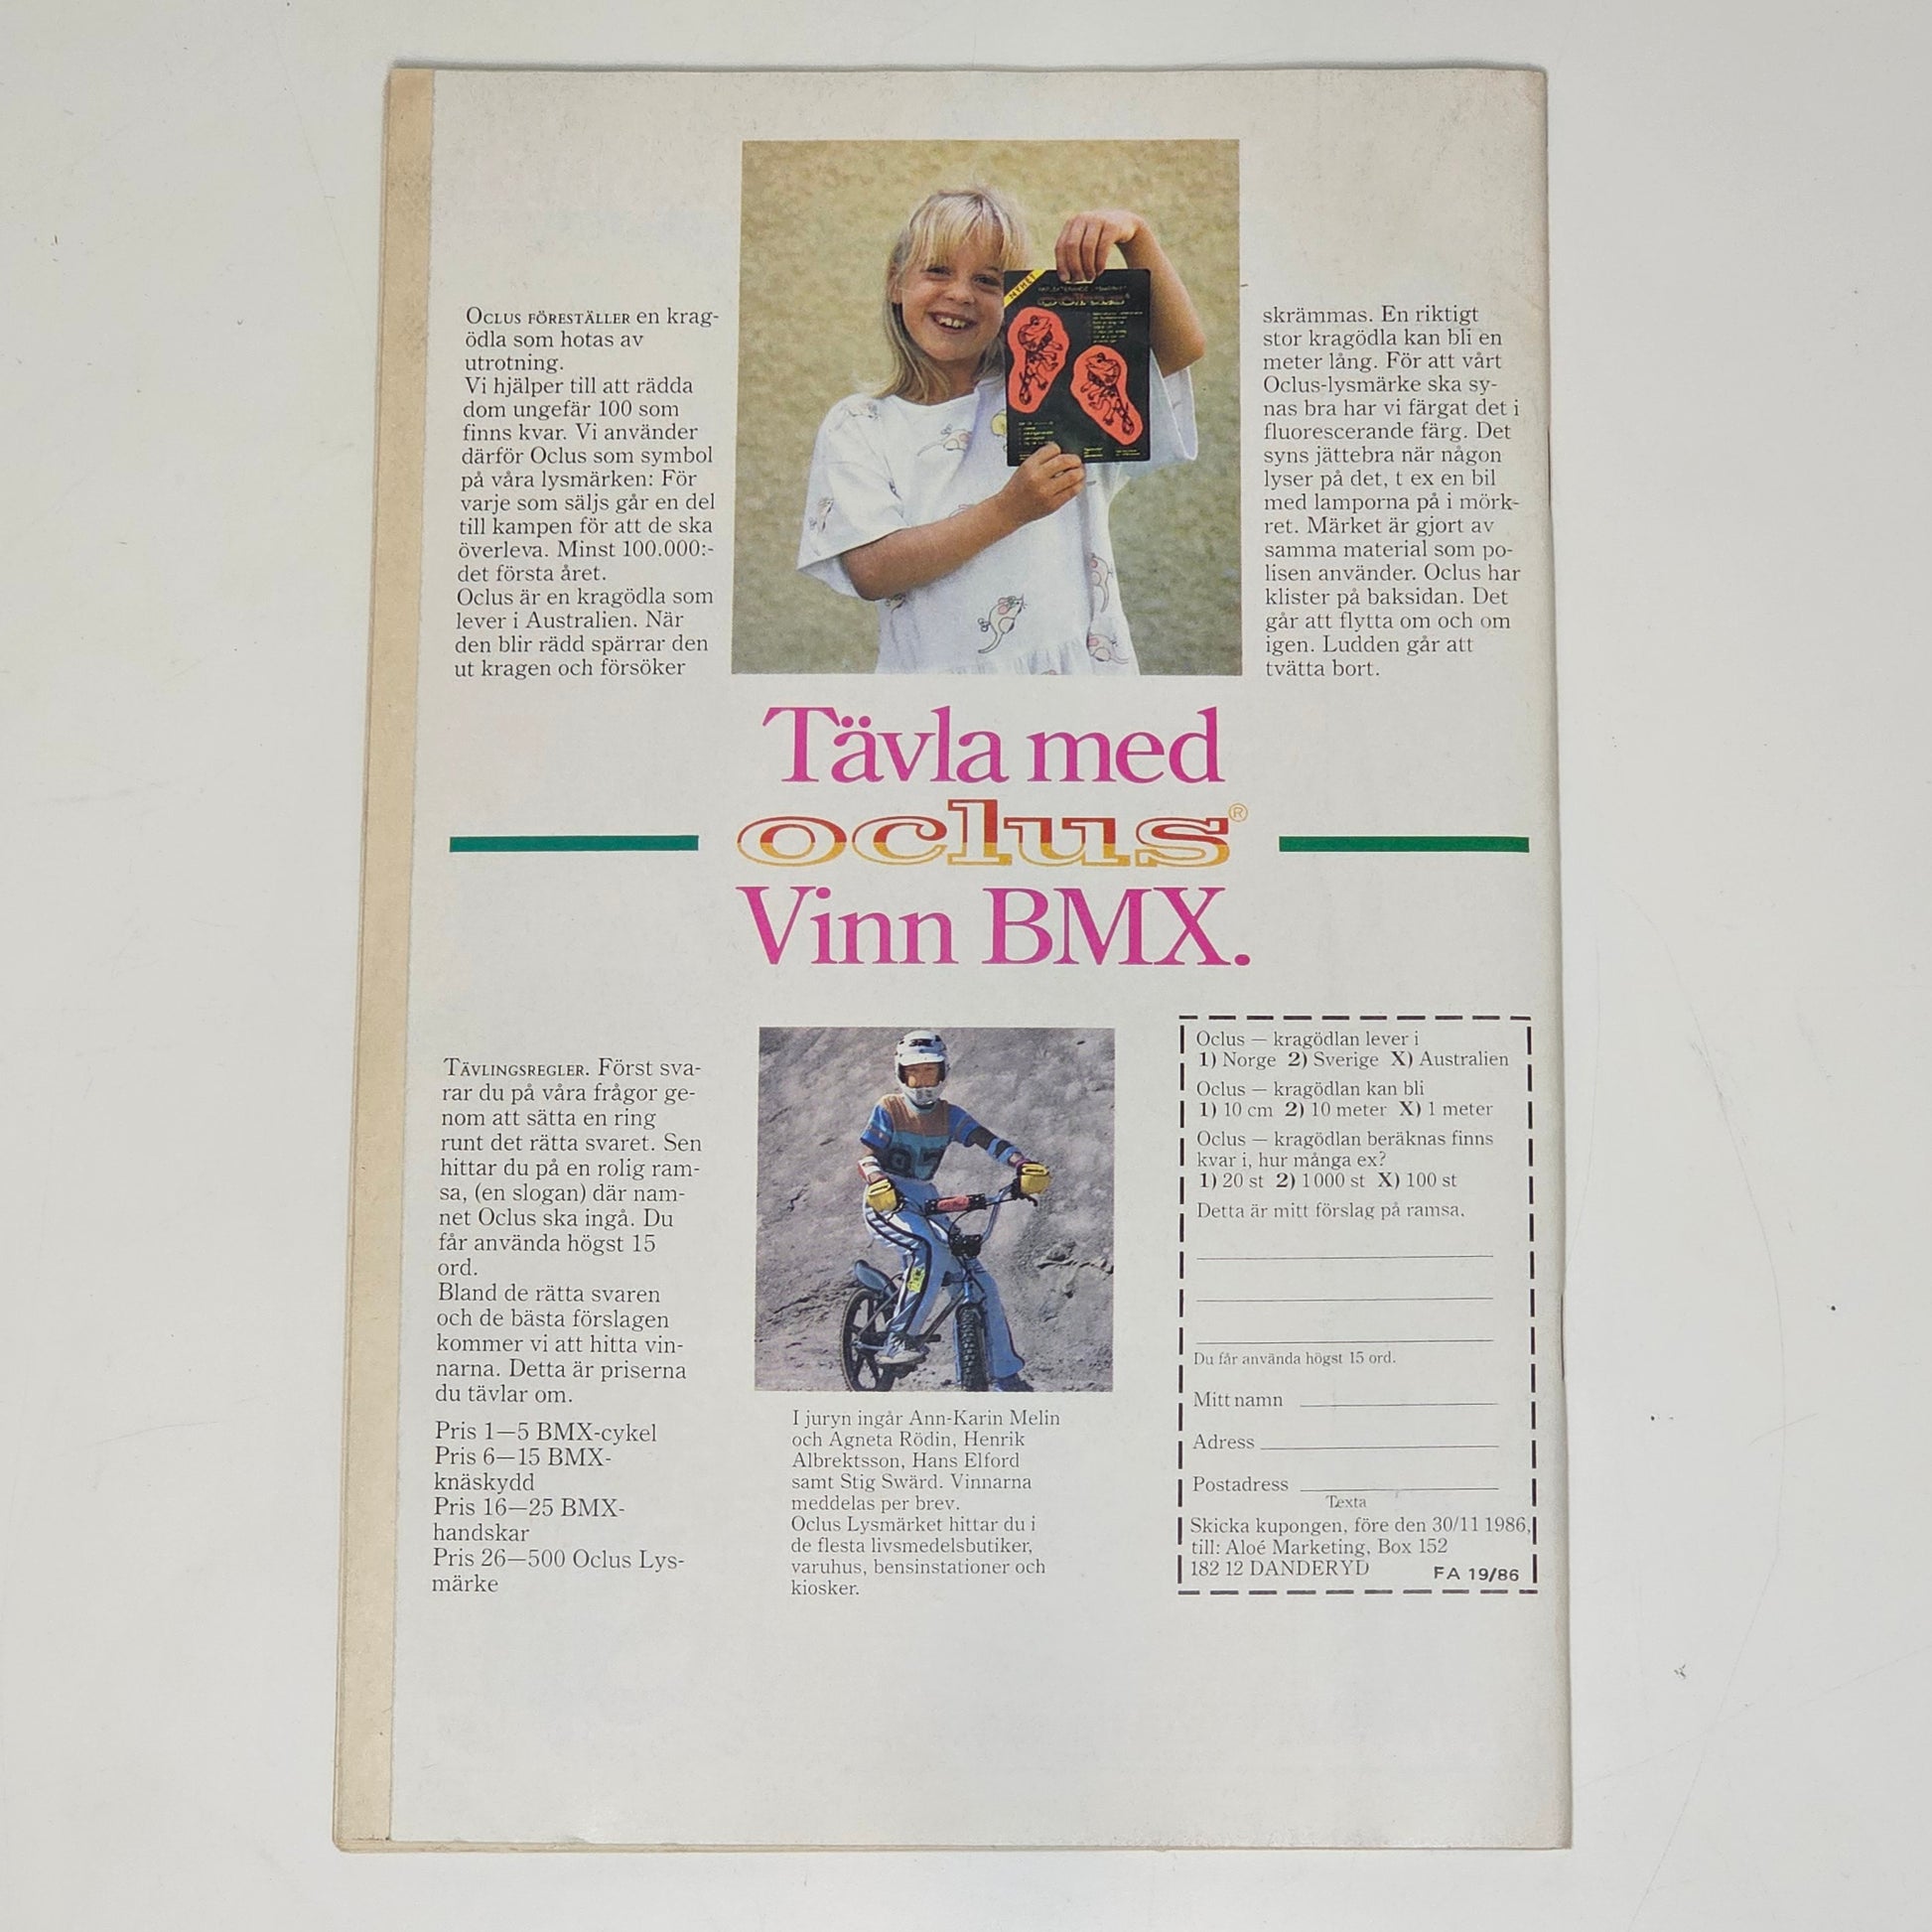 OCLUS FÖRESTÄLLER en krag-
ödla som hotas av
utrotning.
Vi hjälper till att rädda
dom ungefär 100 som
finns kvar. Vi använder
därför Oclus som symbol
på våra lysmärken: För
varje som säljs går en del
till kampen för att de ska
överleva. Minst 100.000:-
det första året.
Oclus är en kragödla som
lever i Australien. När
den blir rädd spärrar den
ut kragen och försöker
NYHET
oclus
skrämmas. En riktigt
stor kragödla kan bli en
meter lång. För att vårt
Oclus-lysmärke ska sy-
nas bra har vi färgat det i
fluorescerande färg. Det
syns jättebra när någon
lyser på det, t ex en bil
med lamporna på i mörk-
ret. Märket är gjort av
samma material som po-
lisen använder. Oclus har
klister på baksidan. Det
går att flytta om och om
igen. Ludden går att
tvätta bort.
Tävla med
oclus®
Vinn BMX.
TÄVLINGSREGLER. Först sva-
rar du på våra frågor ge-
nom att sätta en ring
runt det rätta svaret. Sen
hittar du på en rolig ram-
sa, (en slogan) där nam-
net Oclus ska ingå. Du
får använda högst 15
ord.
Bland de rätta svaren
och de bästa förslagen
kommer vi att hitta vin-
narna. Detta är priserna
du tävlar om.
Pris 1—5 BMX-cykel
Pris 6—15 BMX-
knäskydd
Pris 16—25 BMX-
handskar
Pris 26—500 Oclus Lys-
märke
I juryn ingår Ann-Karin Melin
och Agneta Rödin, Henrik
Albrektsson, Hans Elford
samt Stig Swärd. Vinnarna
meddelas per brev.
Oclus Lysmärket hittar du i
de flesta livsmedelsbutiker,
varuhus, bensinstationer och
kiosker.
Oclus — kragödlan lever i
1) Norge 2) Sverige X) Australien
Oclus — kragödlan kan bli
1) 10 cm 2) 10 meter X) 1 meter
Oclus — kragödlan beräknas finns
kvar i, hur många ex?
1) 20 st 2) 1000 st X) 100 st
Detta är mitt förslag på ramsa.
Du får använda högst 15 ord.
Mitt namn
Adress
Postadress
Texta
Skicka kupongen, före den 30/11 1986,
till: Aloé Marketing, Box 152
182 12 DANDERYD
FA 19/86